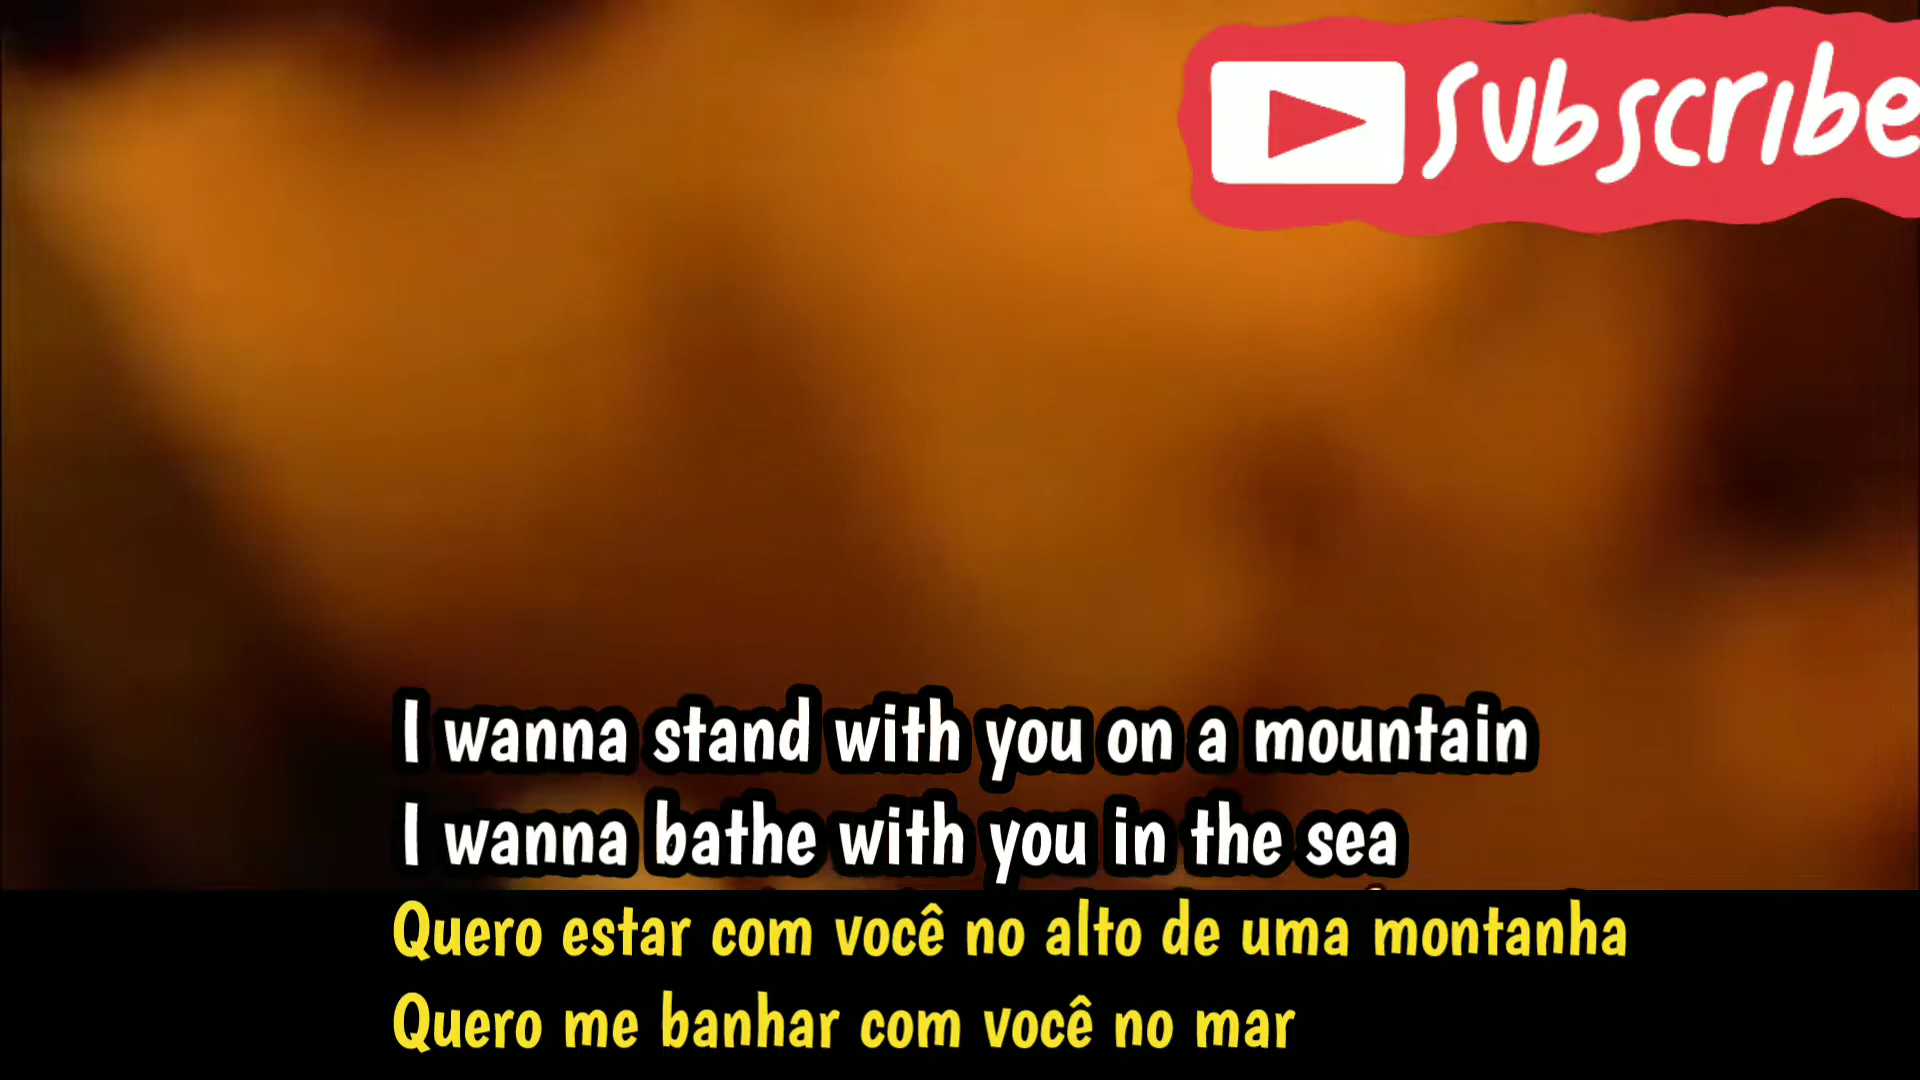 Subscribe
I wanna stand with you on a mountain
I wanna bathe with you in the sea
Quero estar com você no alto de uma montanha
Quero me banhar com você no mar